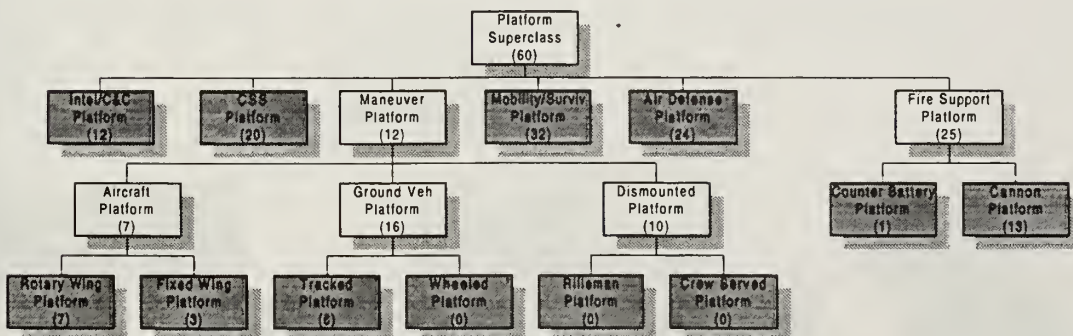 Platform
Superclass
(60)
Intel/C&C
Platform
(12)
CSS
Platform
(20)
Maneuver
Platform
(12)
Mobility/Surviv.
Platform
(32)
Air Defense
Platform
(24)
Fire Support
Platform
(25)
Aircraft
Platform
(7)
Ground Veh
Platform
(16)
Dismounted
Platform
(10)
Counter Battery
Platform
(1)
Cannon
Platform
(13)
Rotary Wing
Platform
(7)
Fixed Wing
Platform
(3)
Tracked
Platform
(6)
Wheeled
Platform
(0)
Rifleman
Platform
(0)
Crew Served
Platform
(0)